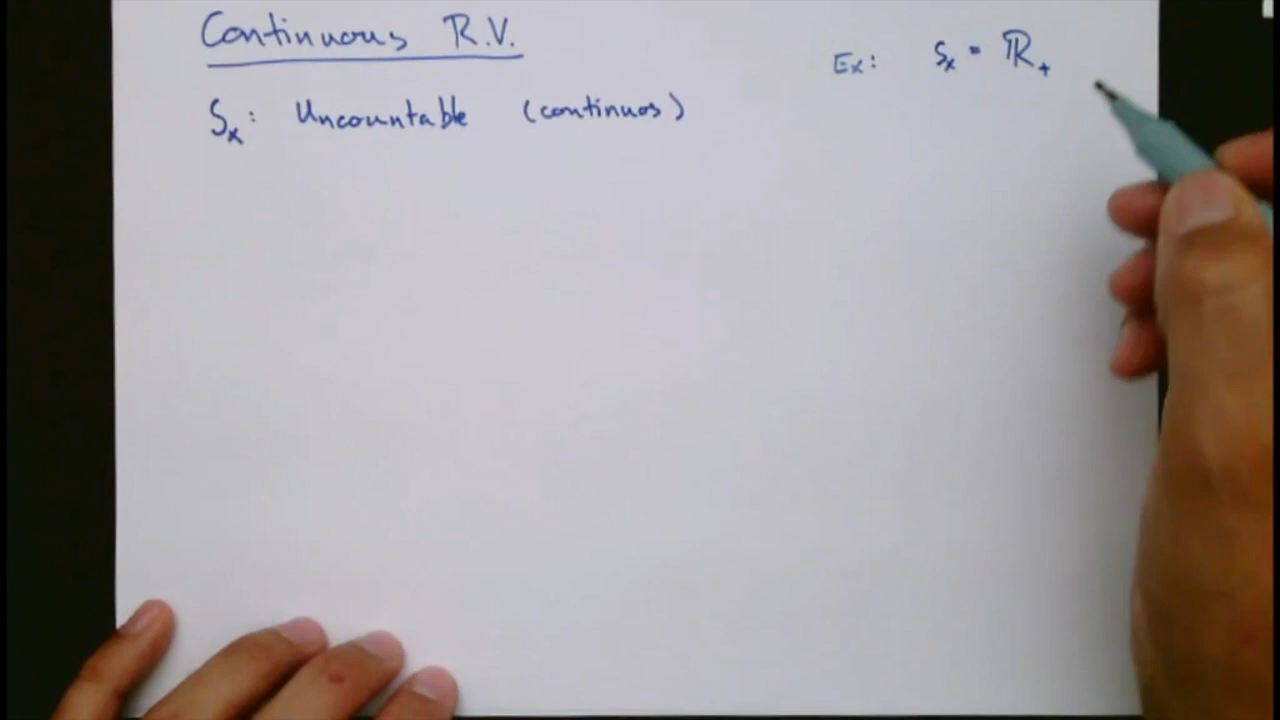 Continuous R.V.
Sx: Uncountable (continuos)
Ex: Sx = ℝ+